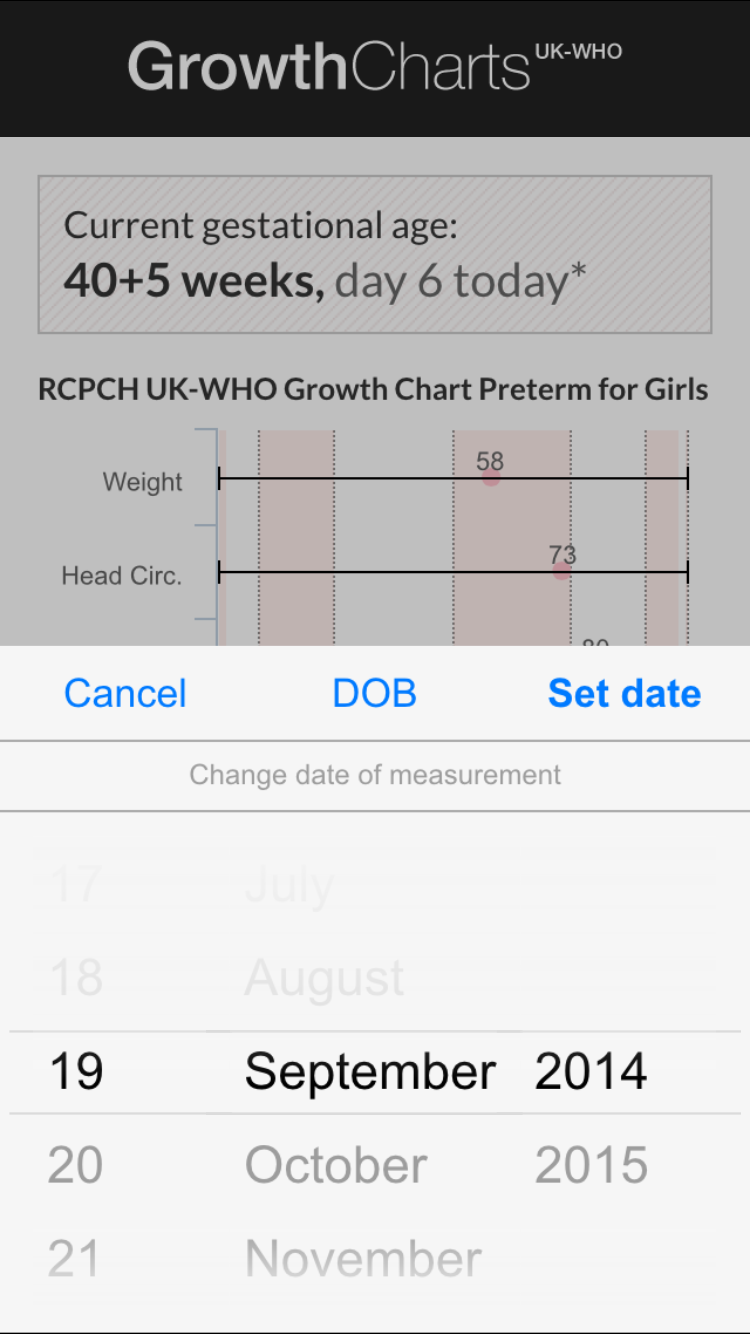 GrowthCharts UK-WHO
Current gestational age:
40+5 weeks, day 6 today*
RCPCH UK-WHO Growth Chart Preterm for Girls
58
Weight
73
Head Circ.
Cancel DOB Set date
Change date of measurement
17 July
18 August
19 September 2014
20 October 2015
21 November